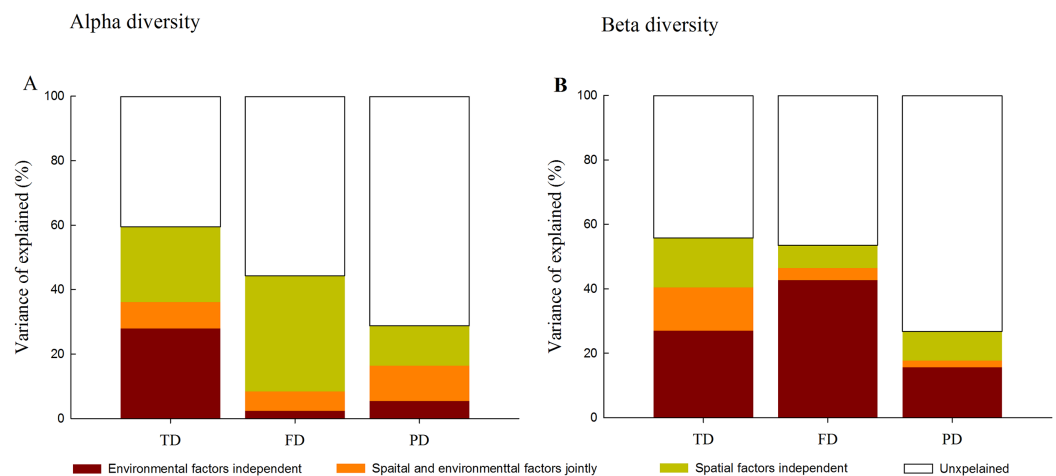 Alpha diversity
Beta diversity
A
Variance of explained (%)
100
80
60
40
20
0
TD
FD
PD
B
Variance of explained (%)
100
80
60
40
20
0
TD
FD
PD
Environmental factors independent
Spaital and environmenttal factors jointly
Spatial factors independent
Unxpelained